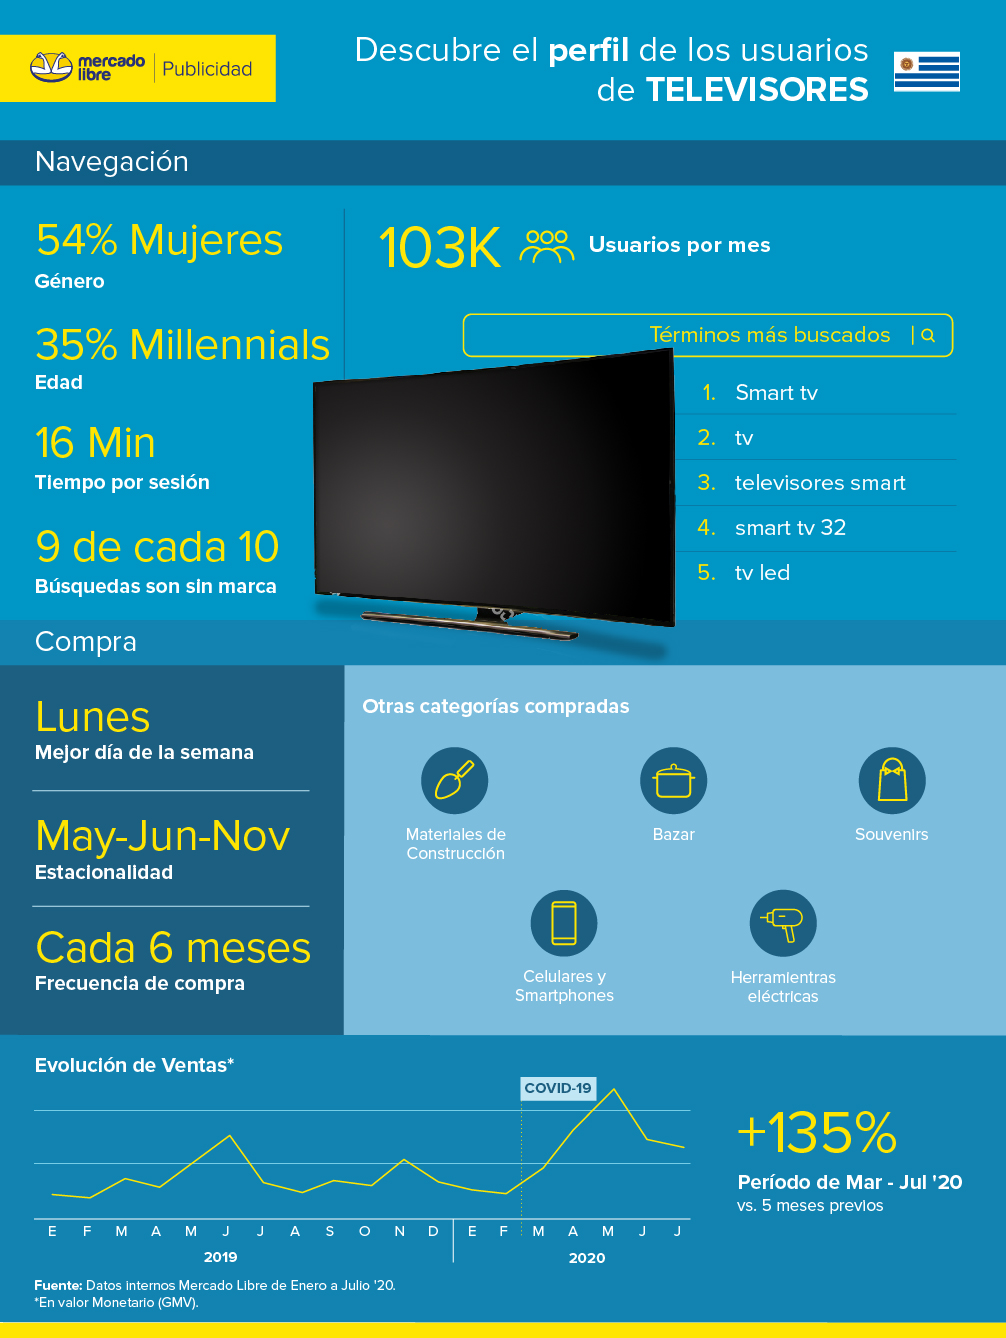 mercado
libre
Publicidad
Descubre el perfil de los usuarios
de TELEVISORES
Navegación
54% Mujeres
Género
35% Millennials
Edad
16 Min
Tiempo por sesión
9 de cada 10
Búsquedas son sin marca
103K
Usuarios por mes
Términos más buscados
1. Smart tv
2. tv
3. televisores smart
4. smart tv 32
5. tv led
Compra
Lunes
Mejor día de la semana
May-Jun-Nov
Estacionalidad
Cada 6 meses
Frecuencia de compra
Otras categorías compradas
Materiales de
Construcción
Bazar
Souvenirs
Celulares y
Smartphones
Herramientras
eléctricas
Evolución de Ventas*
COVID-19
E F M A M J J A S O N D E F M A M J J
2019 2020
+135%
Período de Mar - Jul '20
vs. 5 meses previos
Fuente: Datos internos Mercado Libre de Enero a Julio '20.
*En valor Monetario (GMV).